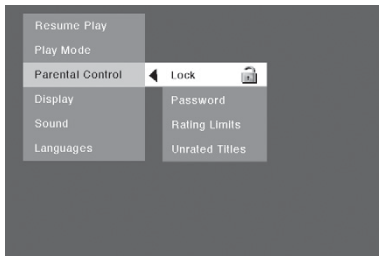 Resume Play
Play Mode
Parental Control
Display
Sound
Languages
Lock
Password
Rating Limits
Unrated Titles